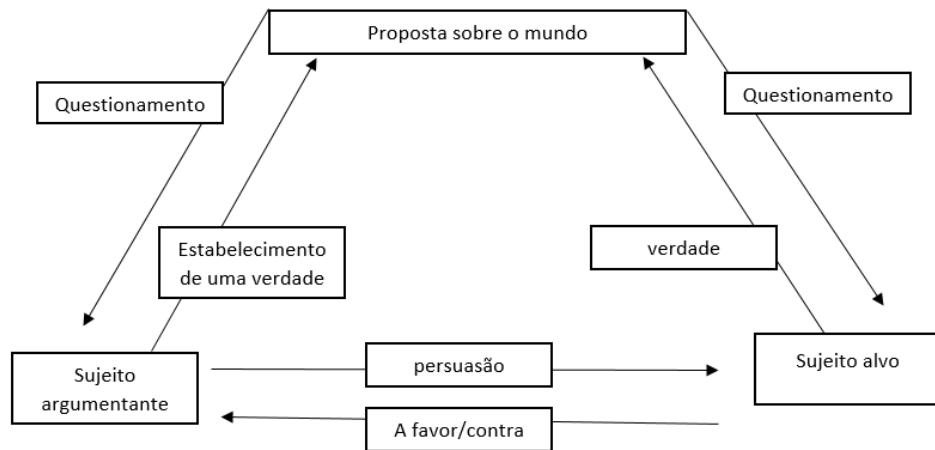 Proposta sobre o mundo
Questionamento
Questionamento
Estabelecimento
de uma verdade
verdade
Sujeito
argumentante
persuasão
Sujeito alvo
A favor/contra